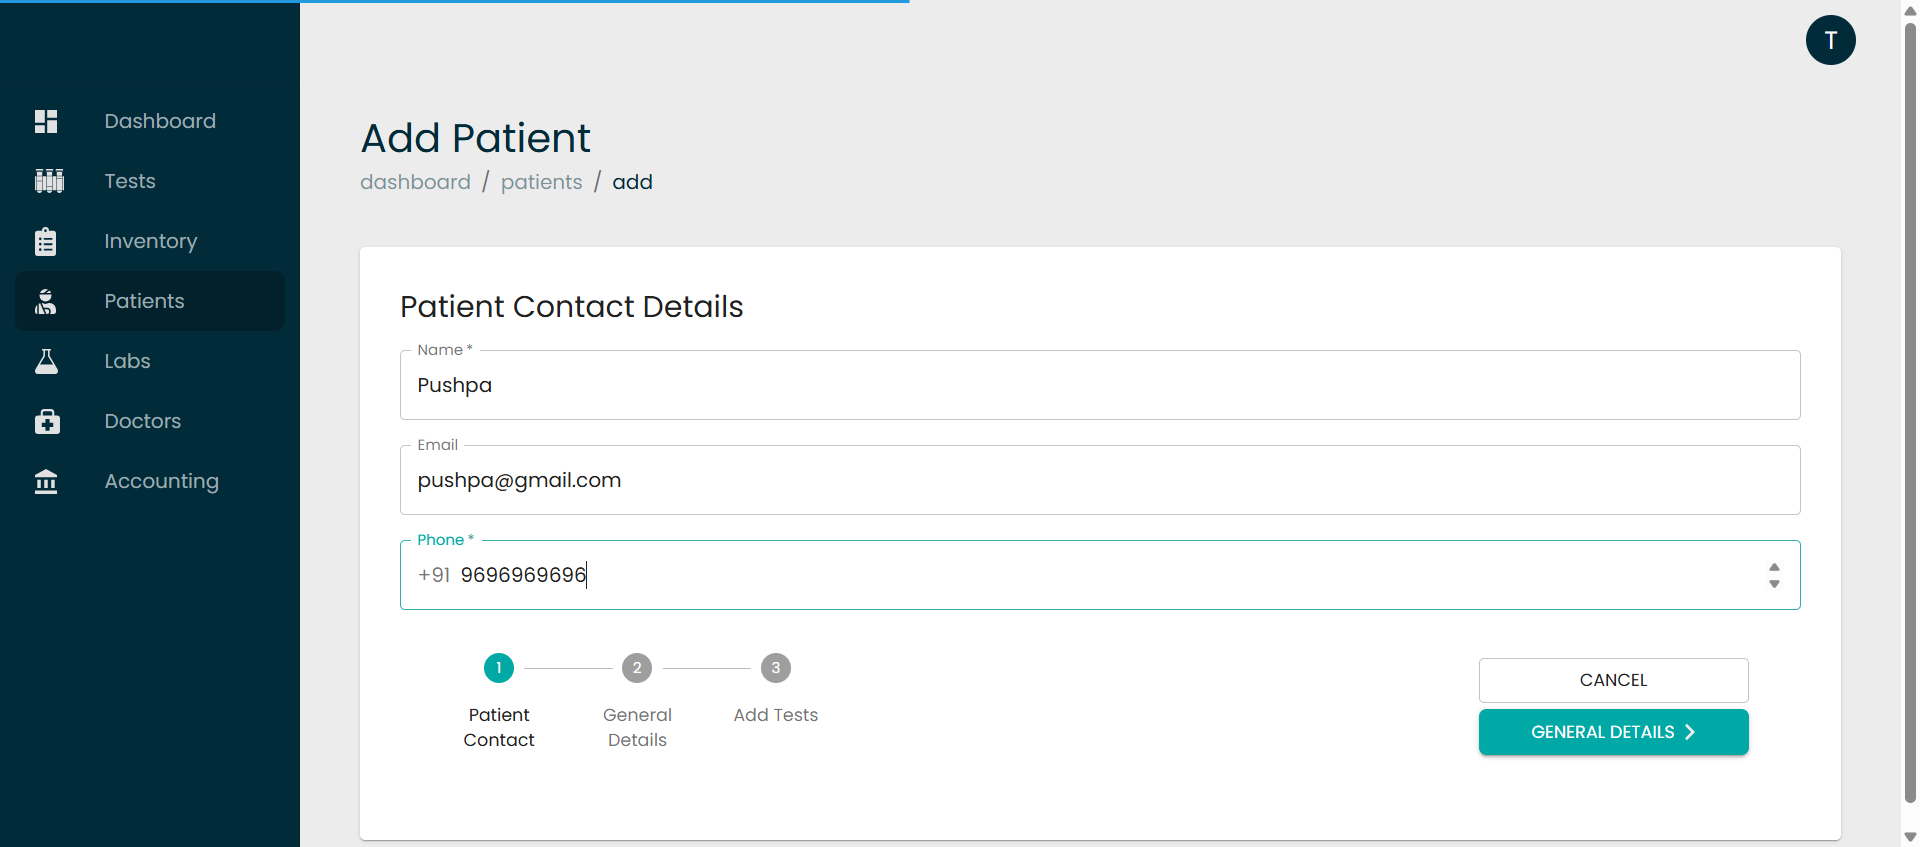 T
Dashboard
Tests
Inventory
Patients
Labs
Doctors
Accounting
Add Patient
dashboard / patients / add
Patient Contact Details
Name *
Pushpa
Email
pushpa@gmail.com
Phone *
+91 9696969696
1 2 3
Patient Contact
General Details
Add Tests
CANCEL
GENERAL DETAILS